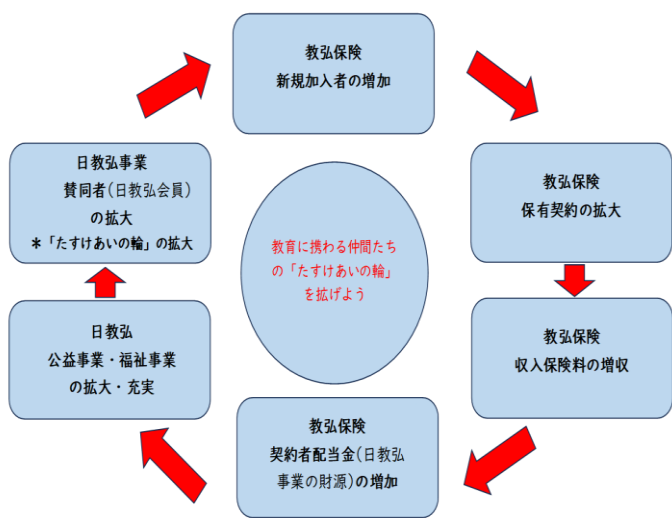 教弘保険
新規加入者の増加
教弘保険
保有契約の拡大
教弘保険
収入保険料の増収
教弘保険
契約者配当金(日教弘
事業の財源)の増加
日教弘
公益事業・福祉事業
の拡大・充実
日教弘事業
賛同者(日教弘会員)
の拡大
*「たすけあいの輪」の拡大
教育に携わる仲間たち
の「たすけあいの輪」
を拡げよう